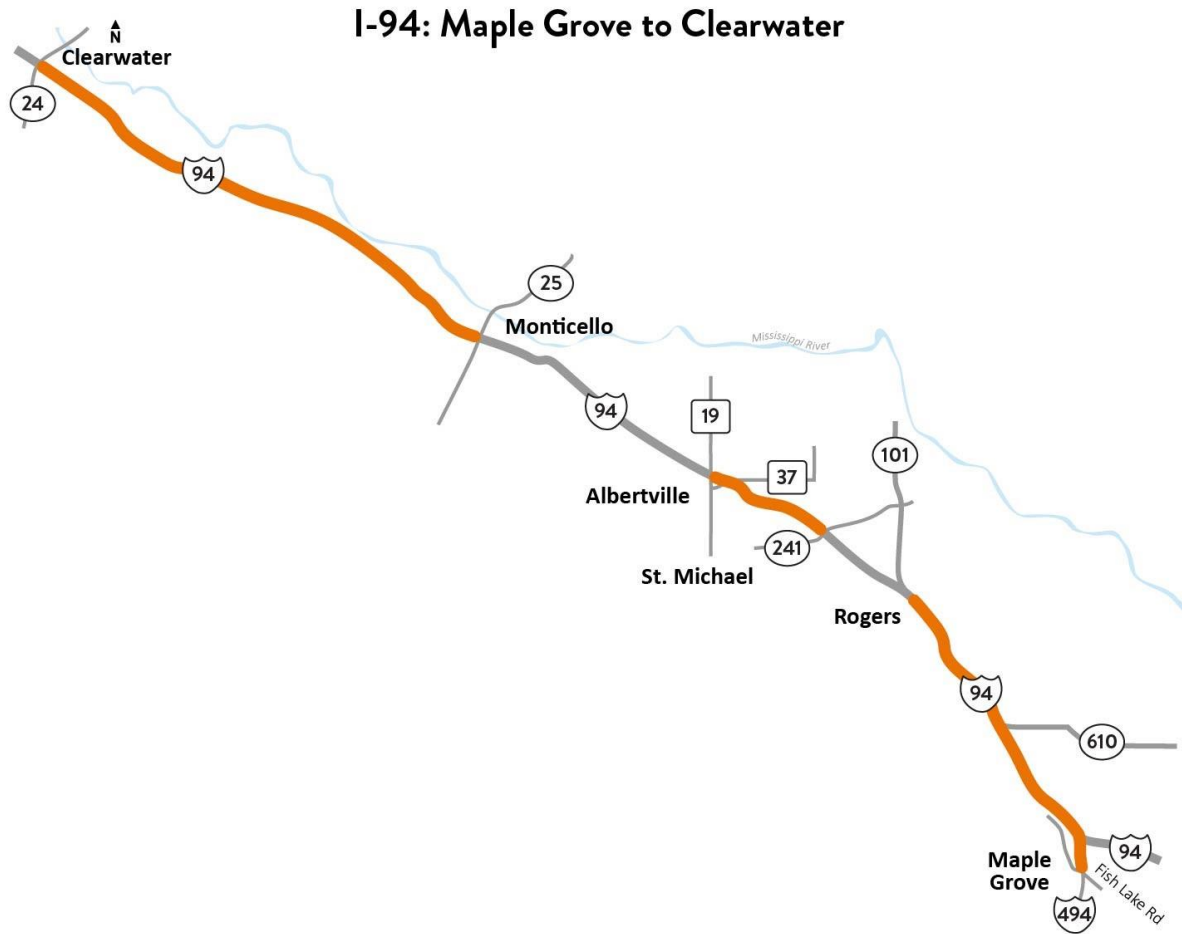 I-94: Maple Grove to Clearwater
N
Clearwater
24
94
25
Monticello
Mississippi River
94
19
101
37
Albertville
241
St. Michael
Rogers
94
610
94
Maple
Grove
Fish Lake Rd
494